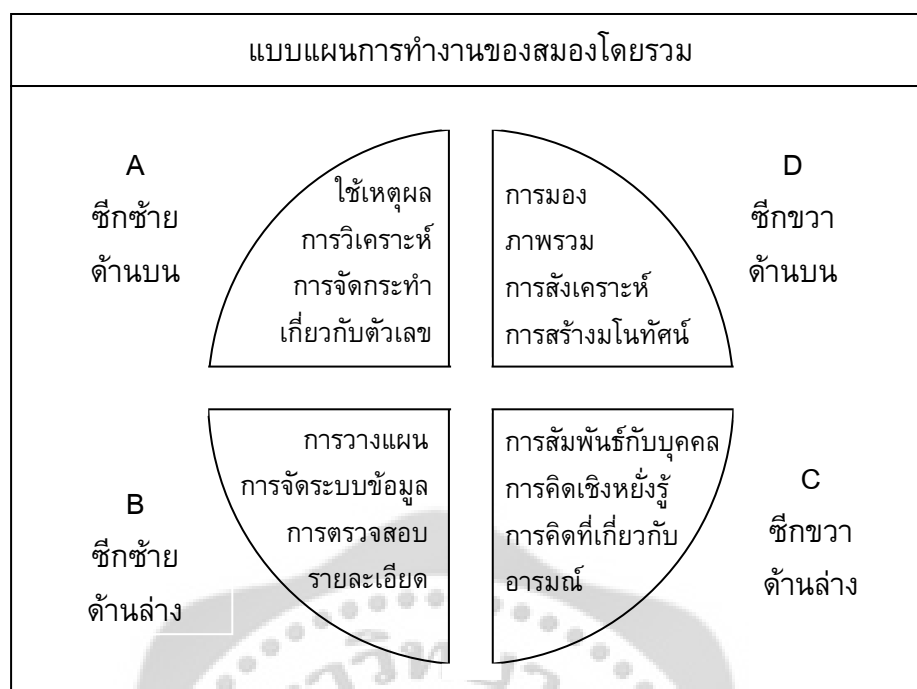 แบบแผนการทำงานของสมองโดยรวม
A
ซีกซ้าย
ด้านบน
ใช้เหตุผล
การวิเคราะห์
การจัดกระทำ
เกี่ยวกับตัวเลข
การมอง
ภาพรวม
การสังเคราะห์
การสร้างมโนทัศน์
D
ซีกขวา
ด้านบน
B
ซีกซ้าย
ด้านล่าง
การวางแผน
การจัดระบบข้อมูล
การตรวจสอบ
รายละเอียด
การสัมพันธ์กับบุคคล
การคิดเชิงหยั่งรู้
การคิดที่เกี่ยวกับ
อารมณ์
C
ซีกขวา
ด้านล่าง